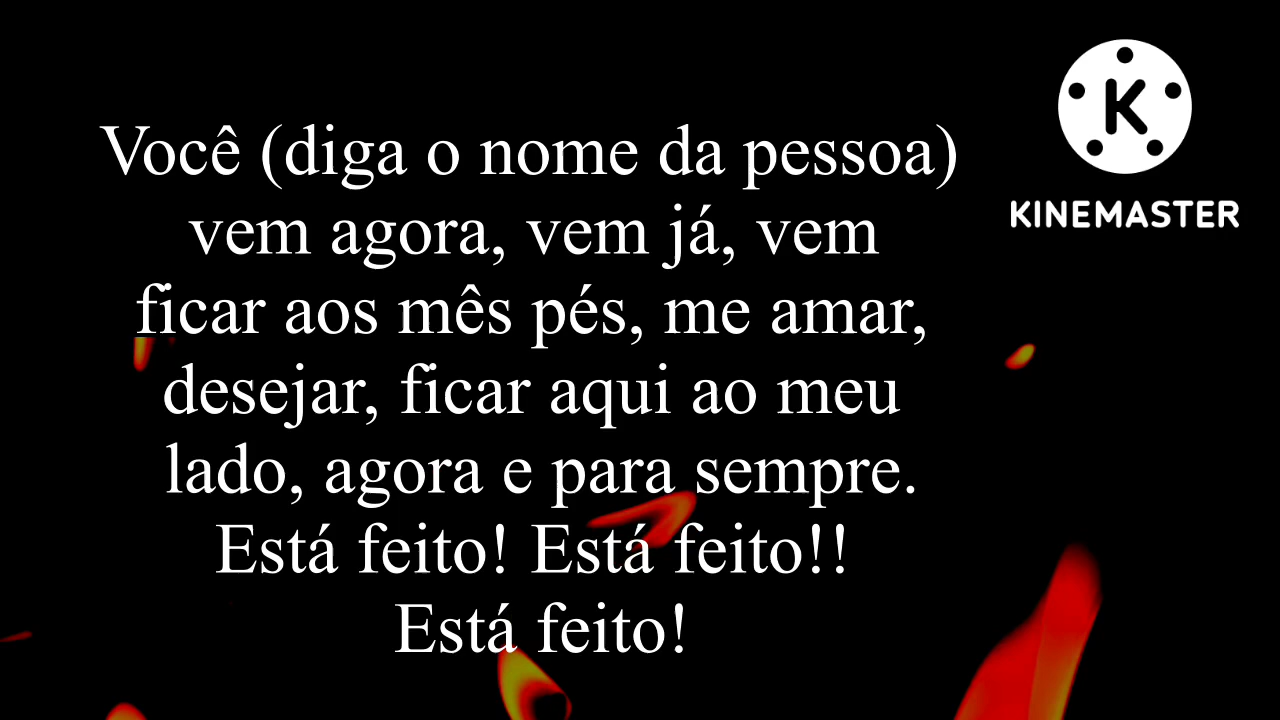 Você (diga o nome da pessoa)
vem agora, vem já, vem
ficar aos mês pés, me amar,
desejar, ficar aqui ao meu
lado, agora e para sempre.
Está feito! Está feito!!
Está feito!
K
KINEMASTER